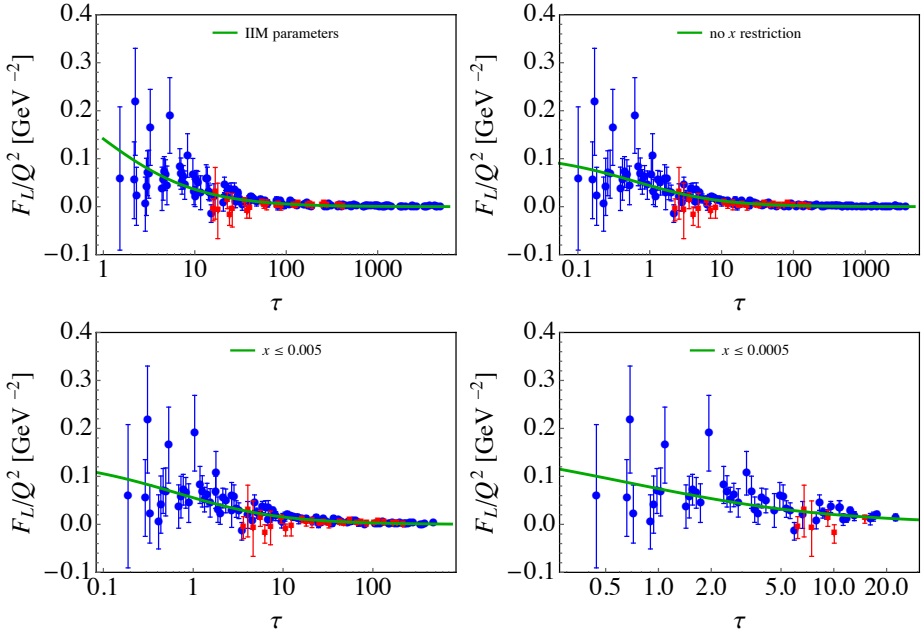 IIM parameters
F_L/Q^2 [GeV^-2]
0.4
0.3
0.2
0.1
0.0
−0.1
1 10 100 1000
τ
no x restriction
F_L/Q^2 [GeV^-2]
0.4
0.3
0.2
0.1
0.0
−0.1
0.1 1 10 100 1000
τ
x ≤ 0.005
F_L/Q^2 [GeV^-2]
0.4
0.3
0.2
0.1
0.0
−0.1
0.1 1 10 100
τ
x ≤ 0.0005
F_L/Q^2 [GeV^-2]
0.4
0.3
0.2
0.1
0.0
−0.1
0.5 1.0 2.0 5.0 10.0 20.0
τ